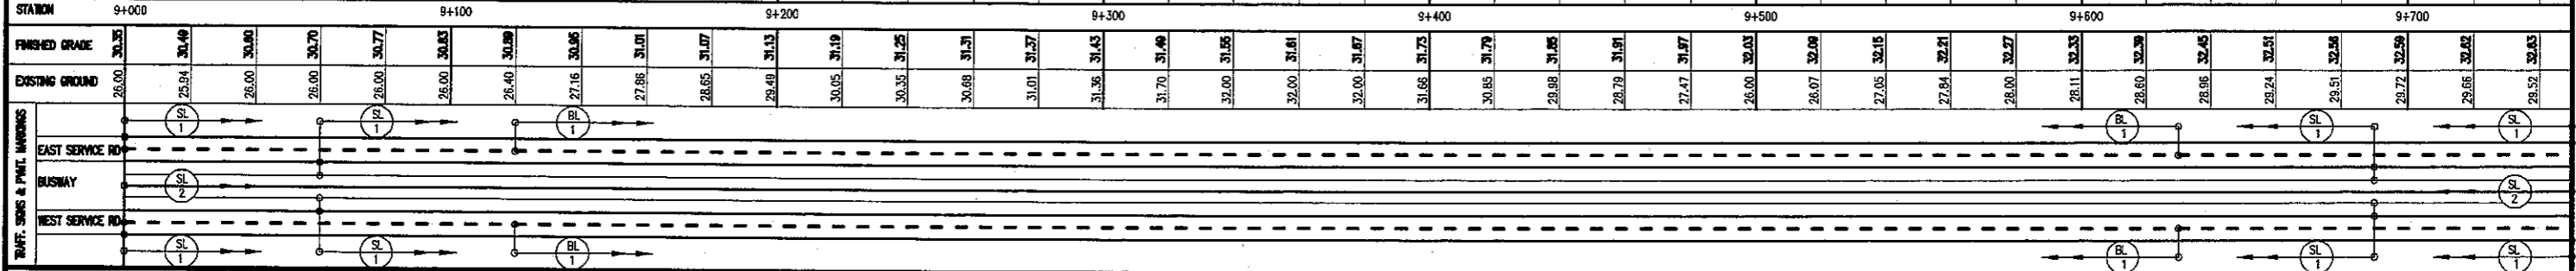 STATION 9+000 9+100 9+200 9+300 9+400 9+500 9+600 9+700
FINISHED GRADE 30.35 30.49 30.60 30.70 30.77 30.83 30.89 30.95 31.01 31.07 31.13 31.19 31.25 31.31 31.37 31.43 31.49 31.55 31.61 31.67 31.73 31.79 31.85 31.91 31.97 32.03 32.09 32.15 32.21 32.27 32.33 32.39 32.45 32.51 32.56 32.59 32.62 32.63
EXISTING GROUND 26.00 25.94 26.00 26.00 26.00 26.00 26.40 27.16 27.86 28.65 29.49 30.05 30.35 30.68 31.01 31.36 31.70 32.00 32.00 32.00 31.66 30.85 29.98 28.79 27.47 26.00 26.07 27.05 27.84 28.00 28.11 28.60 28.96 29.24 29.51 29.72 29.66 29.52
TRAFF. SIGNS & PVMT. MARKINGS
SL 1 SL 1 BL 1 BL 1 SL 1 SL 1
EAST SERVICE RD
BUSWAY SL 2 SL 2
WEST SERVICE RD
SL 1 SL 1 BL 1 BL 1 SL 1 SL 1